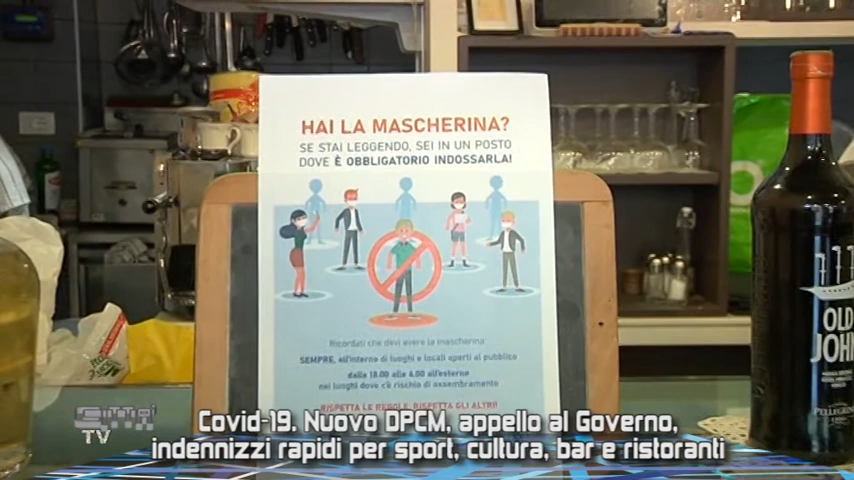 HAI LA MASCHERINA?
SE STAI LEGGENDO, SEI IN UN POSTO
DOVE È OBBLIGATORIO INDOSSARLA!
Ricordati che devi avere la mascherina
SEMPRE, all'interno di luoghi e locali aperti al pubblico
dalle 18.00 alle 6.00 all'esterno
nei luoghi dove c'è rischio di assembramento
RISPETTA LE REGOLE, RISPETTA GLI ALTRI!
OLD
JOHN
PELLEGRINI
TV
Covid-19. Nuovo DPCM, appello al Governo,
indennizzi rapidi per sport, cultura, bar e ristoranti